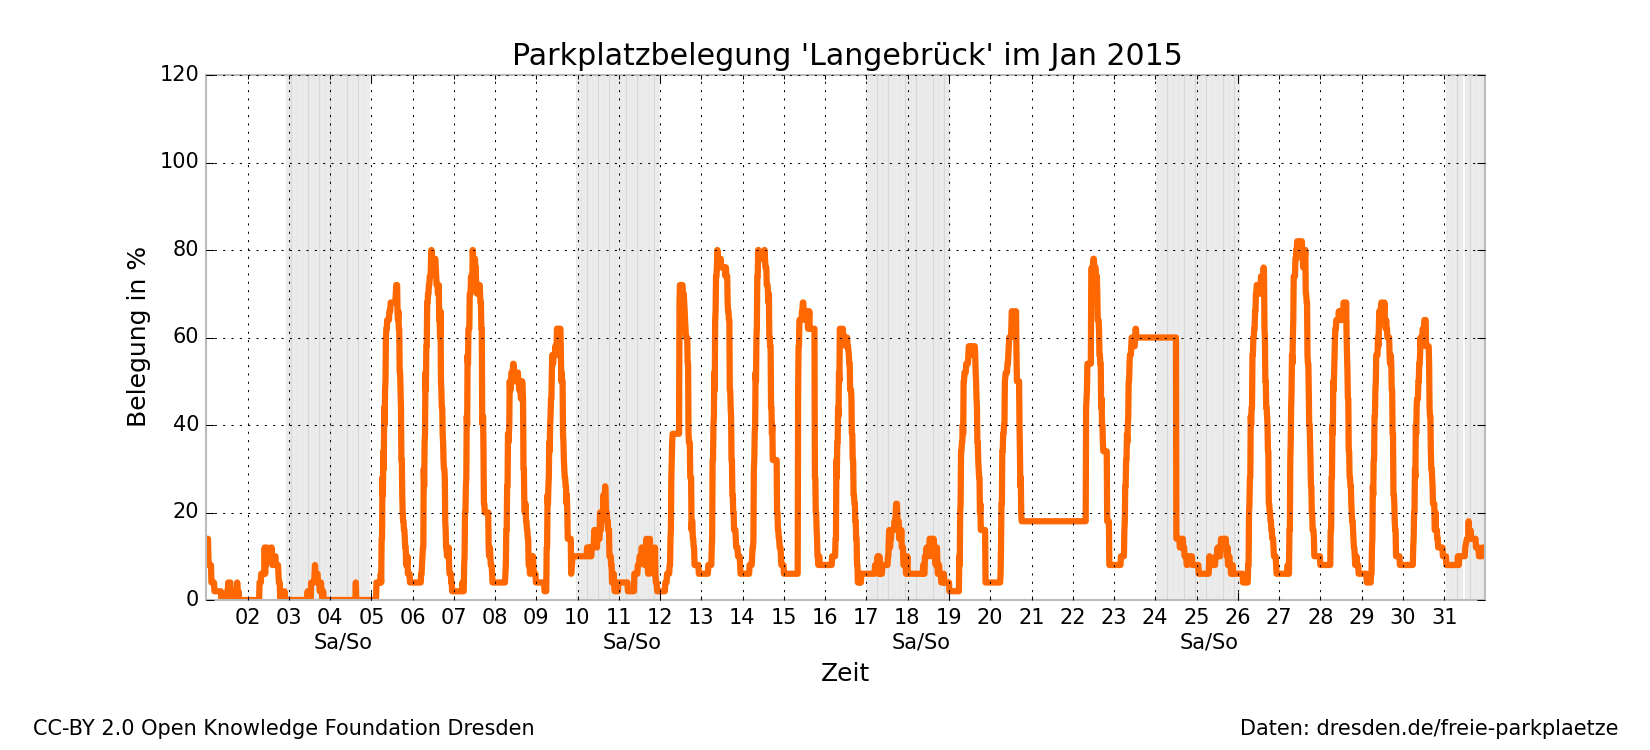 Parkplatzbelegung 'Langebrück' im Jan 2015
120
100
80
60
40
20
0
Belegung in %
02 03 04 05 06 07 08 09 10 11 12 13 14 15 16 17 18 19 20 21 22 23 24 25 26 27 28 29 30 31
Sa/So Sa/So Sa/So Sa/So
Zeit
CC-BY 2.0 Open Knowledge Foundation Dresden
Daten: dresden.de/freie-parkplaetze